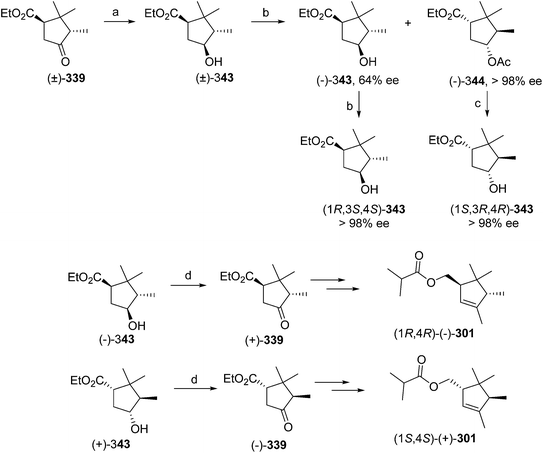 EtO₂C
O
(±)-339
a
EtO₂C
OH
(±)-343
b
EtO₂C
OH
(-)-343, 64% ee
+
EtO₂C
OAc
(-)-344, > 98% ee
b
c
EtO₂C
OH
(1R,3S,4S)-343
> 98% ee
EtO₂C
OH
(1S,3R,4R)-343
> 98% ee
EtO₂C
OH
(-)-343
d
EtO₂C
O
(+)-339
O
O
(1R,4R)-(-)-301
EtO₂C
OH
(+)-343
d
EtO₂C
O
(-)-339
O
O
(1S,4S)-(+)-301